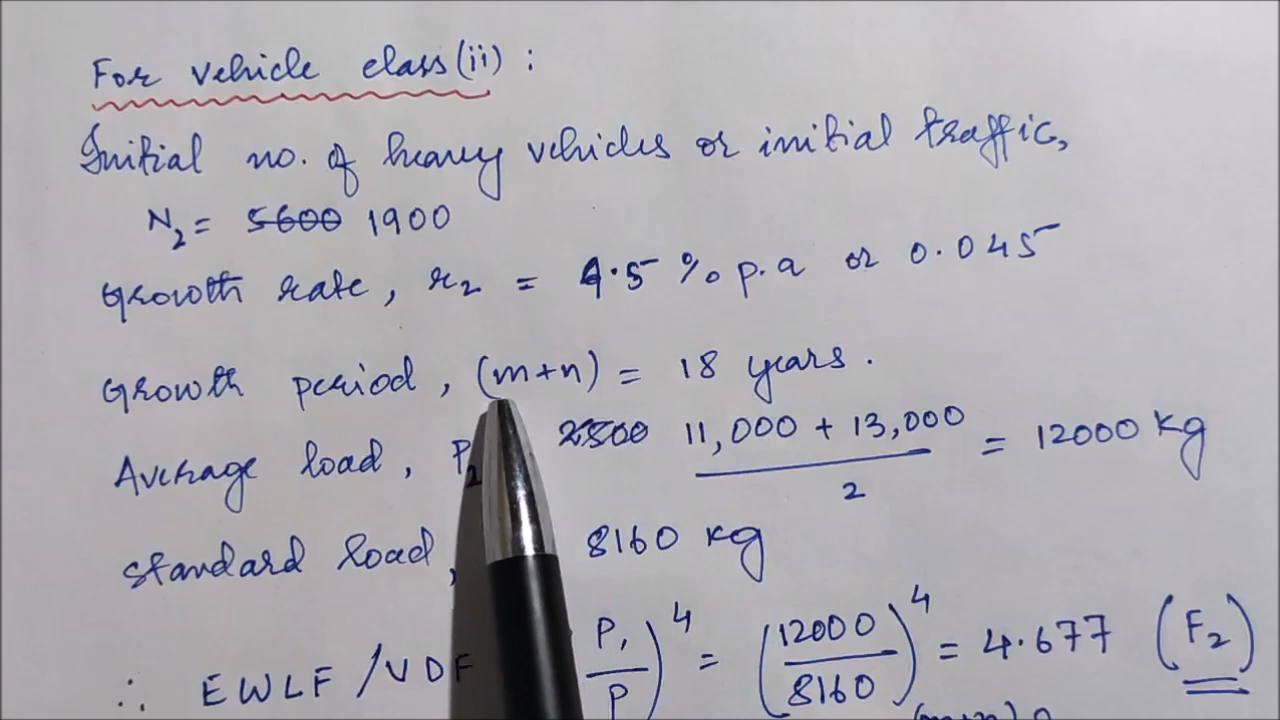 For vehicle class (ii) :
Initial no. of heavy vehicles or initial traffic,
N₂ = 5600 1900
Growth rate, r₂ = 4.5 % p.a or 0.045
Growth period, (m+n) = 18 years.
Average load, P₂ 2500 11,000 + 13,000 / 2 = 12000 kg
Standard load, 8160 kg
∴ EWLF / VDF (P₁/P)⁴ = (12000/8160)⁴ = 4.677 (F₂)